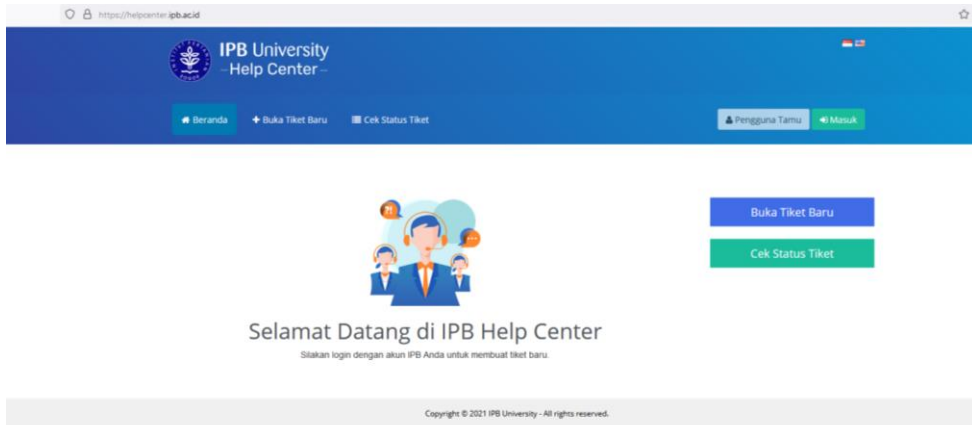 https://helpcenter.ipb.ac.id
IPB University
-Help Center-
Beranda
Buka Tiket Baru
Cek Status Tiket
Pengguna Tamu
Masuk
?!
Buka Tiket Baru
Cek Status Tiket
Selamat Datang di IPB Help Center
Silakan login dengan akun IPB Anda untuk membuat tiket baru.
Copyright © 2021 IPB University - All rights reserved.